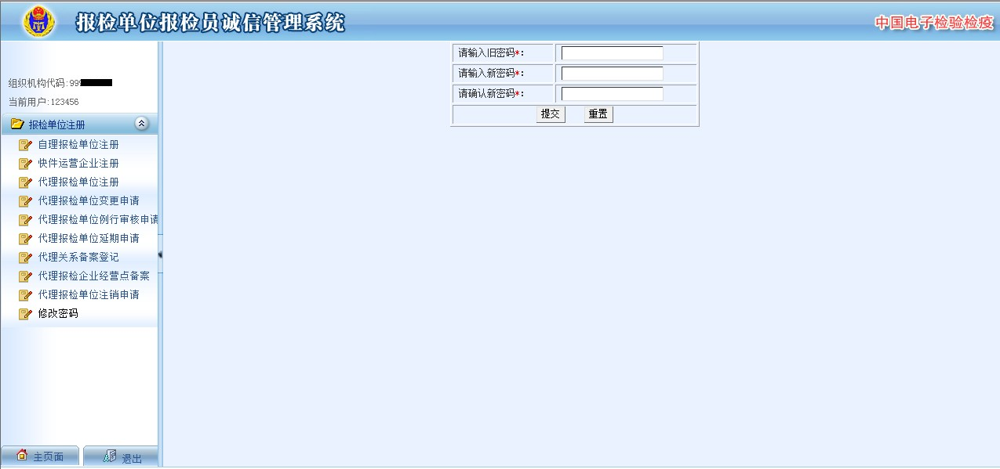 报检单位报检员诚信管理系统
中国电子检验检疫
组织机构代码:99
当前用户:123456
报检单位注册
自理报检单位注册
快件运营企业注册
代理报检单位注册
代理报检单位变更申请
代理报检单位例行审核申请
代理报检单位延期申请
代理关系备案登记
代理报检企业经营点备案
代理报检单位注销申请
修改密码
主页面
退出
请输入旧密码*:
请输入新密码*:
请确认新密码*:
提交 重置